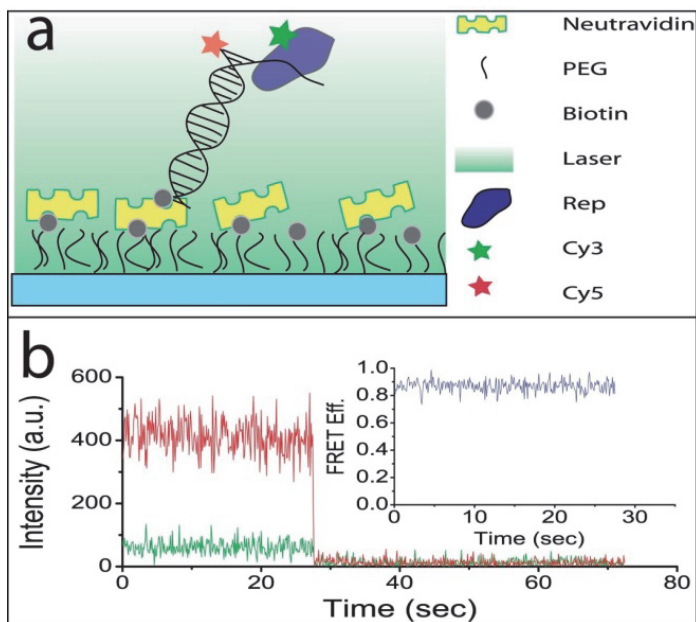 a
Neutravidin
PEG
Biotin
Laser
Rep
Cy3
Cy5
b
600
400
200
0
Intensity (a.u.)
0 20 40 60 80
Time (sec)
1.0
0.8
0.6
0.4
0.2
0.0
FRET Eff.
0 10 20 30
Time (sec)